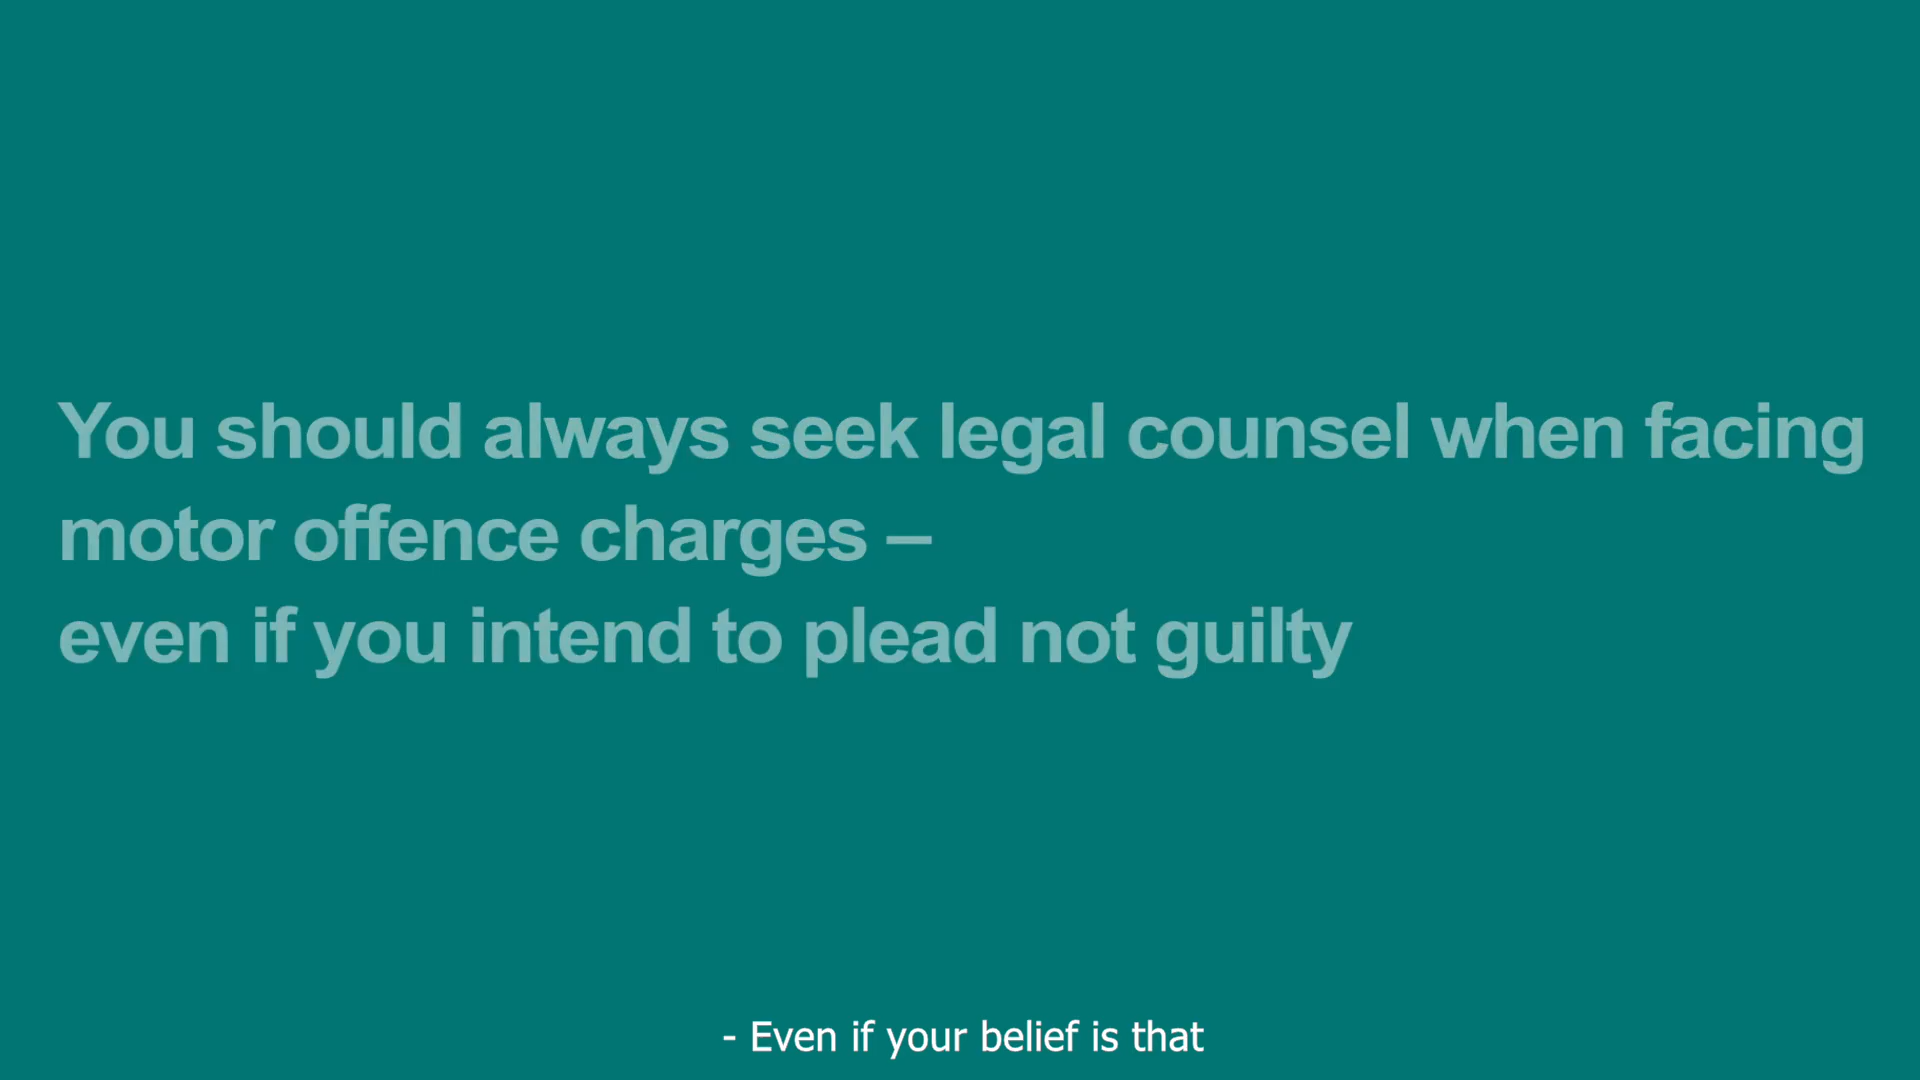 You should always seek legal counsel when facing
motor offence charges –
even if you intend to plead not guilty
- Even if your belief is that